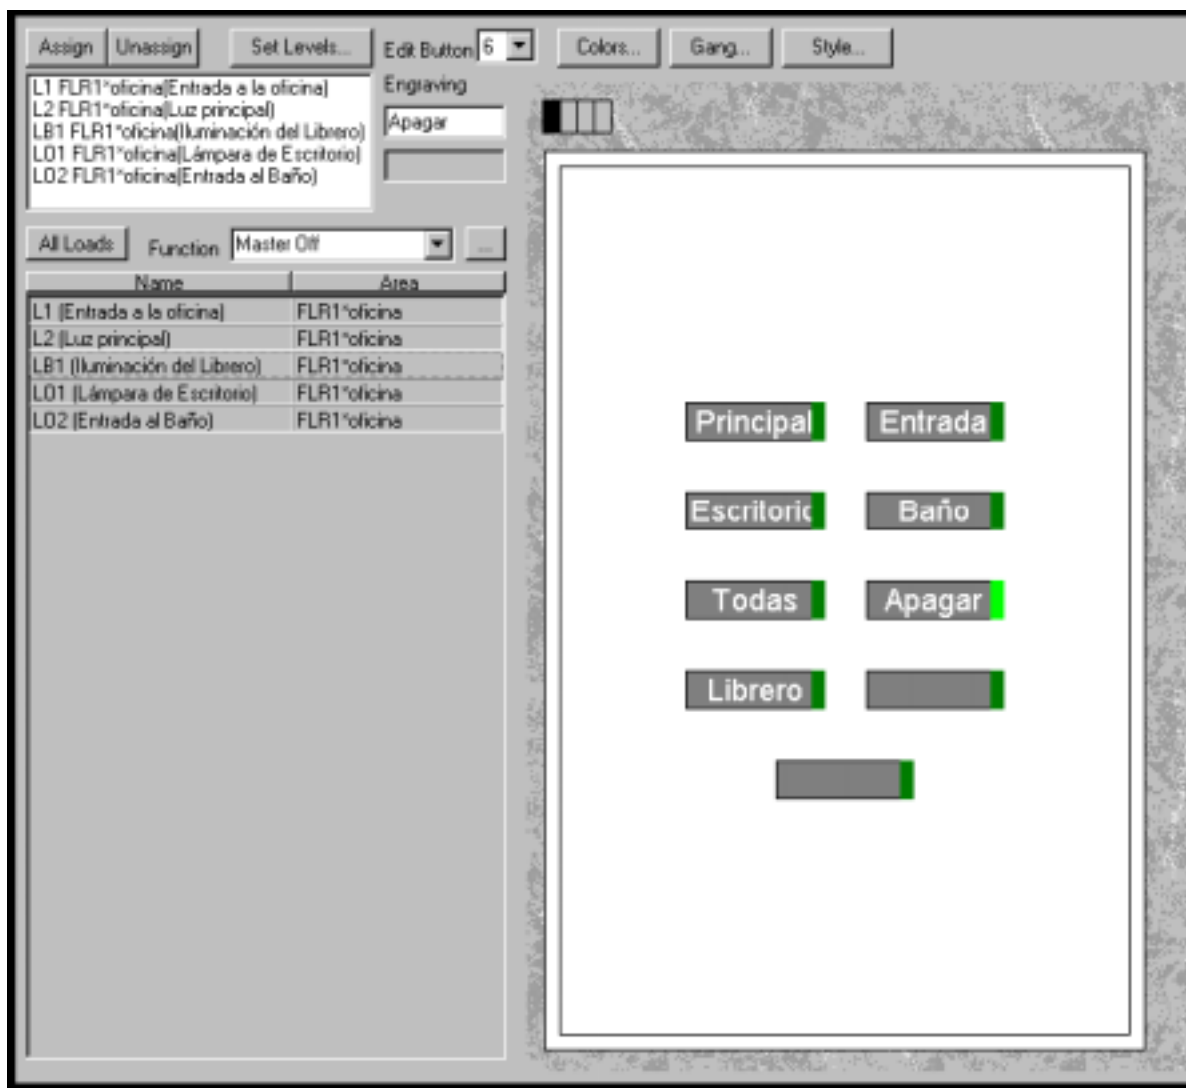 Assign Unassign Set Levels... Edit Button 6 Colors... Gang... Style...
L1 FLR1*oficina(Entrada a la oficina)
L2 FLR1*oficina(Luz principal)
LB1 FLR1*oficina(Iluminación del Librero)
LO1 FLR1*oficina(Lámpara de Escritorio)
LO2 FLR1*oficina(Entrada al Baño)
Engraving
Apagar
All Loads Function Master Off ...
Name Area
L1 (Entrada a la oficina) FLR1*oficina
L2 (Luz principal) FLR1*oficina
LB1 (Iluminación del Librero) FLR1*oficina
LO1 (Lámpara de Escritorio) FLR1*oficina
LO2 (Entrada al Baño) FLR1*oficina
Principal Entrada
Escritorio Baño
Todas Apagar
Librero